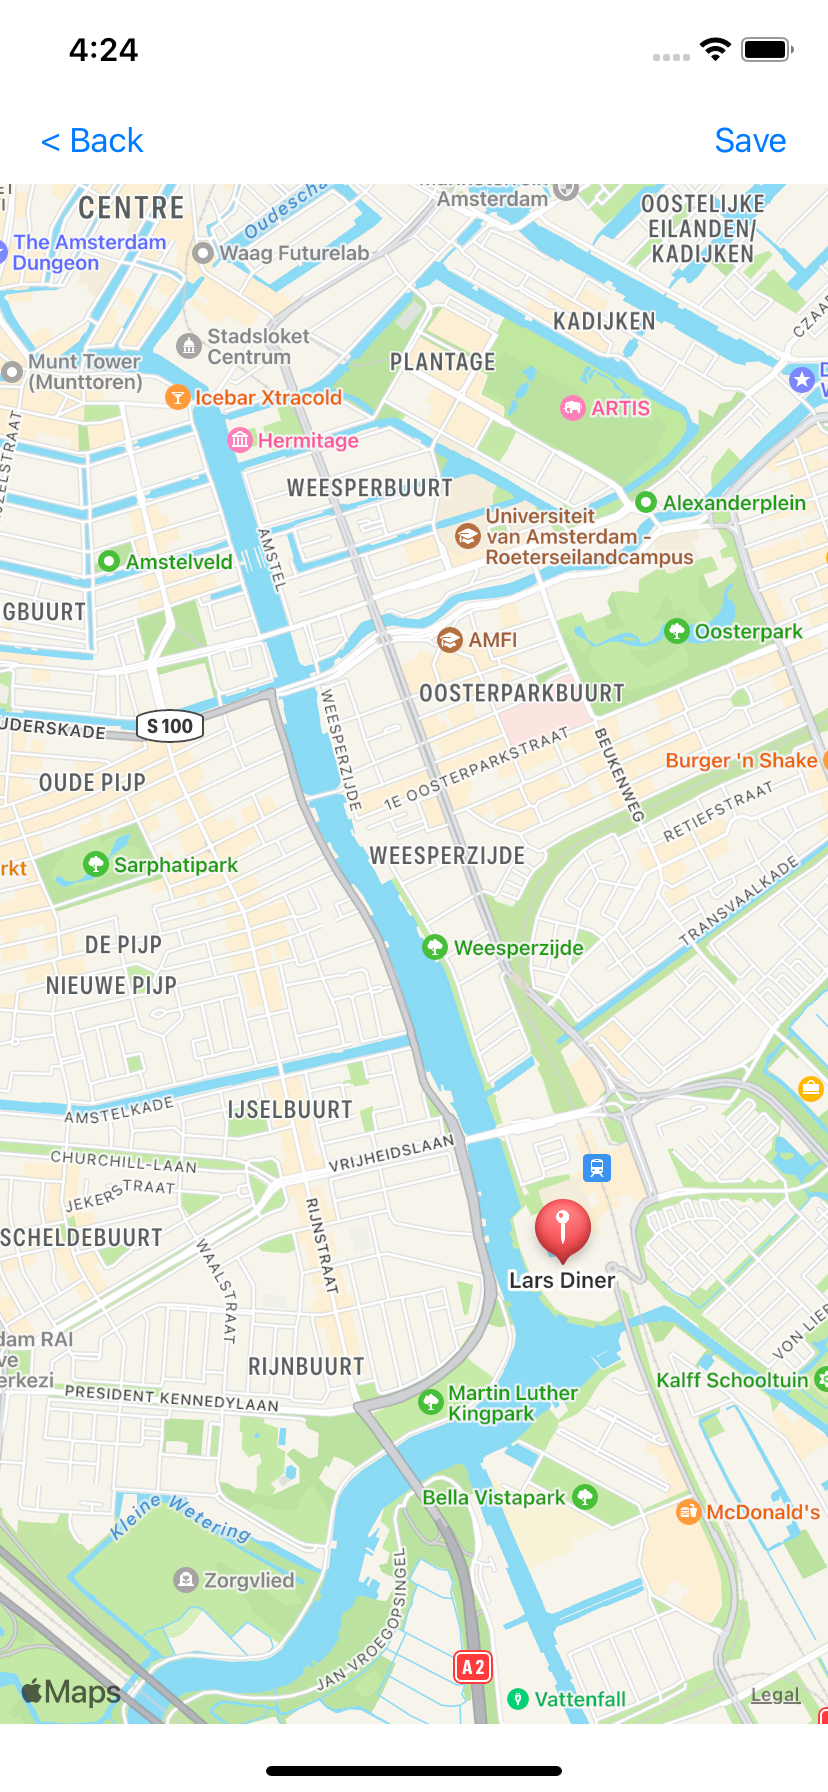 4:24
< Back
Save
CENTRE
Amsterdam
OOSTELIJKE
EILANDEN/
KADIJKEN
The Amsterdam
Dungeon
Waag Futurelab
KADIJKEN
Stadsloket
Centrum
Munt Tower
(Munttoren)
PLANTAGE
Icebar Xtracold
ARTIS
Hermitage
WEESPERBUURT
Alexanderplein
Universiteit
van Amsterdam -
Roeterseilandcampus
AMSTEL
Amstelveld
GBUURT
Oosterpark
AMFI
OOSTERPARKBUURT
WEESPERZIJDE
S 100
UDERSKADE
1E OOSTERPARKSTRAAT
BEUKENWEG
Burger 'n Shake
OUDE PIJP
RETIEFSTRAAT
WEESPERZIJDE
Sarphatipark
rkt
TRANSVAALKADE
DE PIJP
Weesperzijde
NIEUWE PIJP
AMSTELKADE
IJSELBUURT
VRIJHEIDSLAAN
CHURCHILL-LAAN
JEKERSTRAAT
RIJNSTRAAT
SCHELDEBUURT
WAALSTRAAT
Lars Diner
dam RAI
ve
erkezi
VON LIE
RIJNBUURT
PRESIDENT KENNEDYLAAN
Martin Luther
Kingpark
Kalff Schooltuin
Bella Vistapark
McDonald's
Kleine Wetering
Zorgvlied
JAN VROEGOPSINGEL
A2
Maps
Vattenfall
Legal